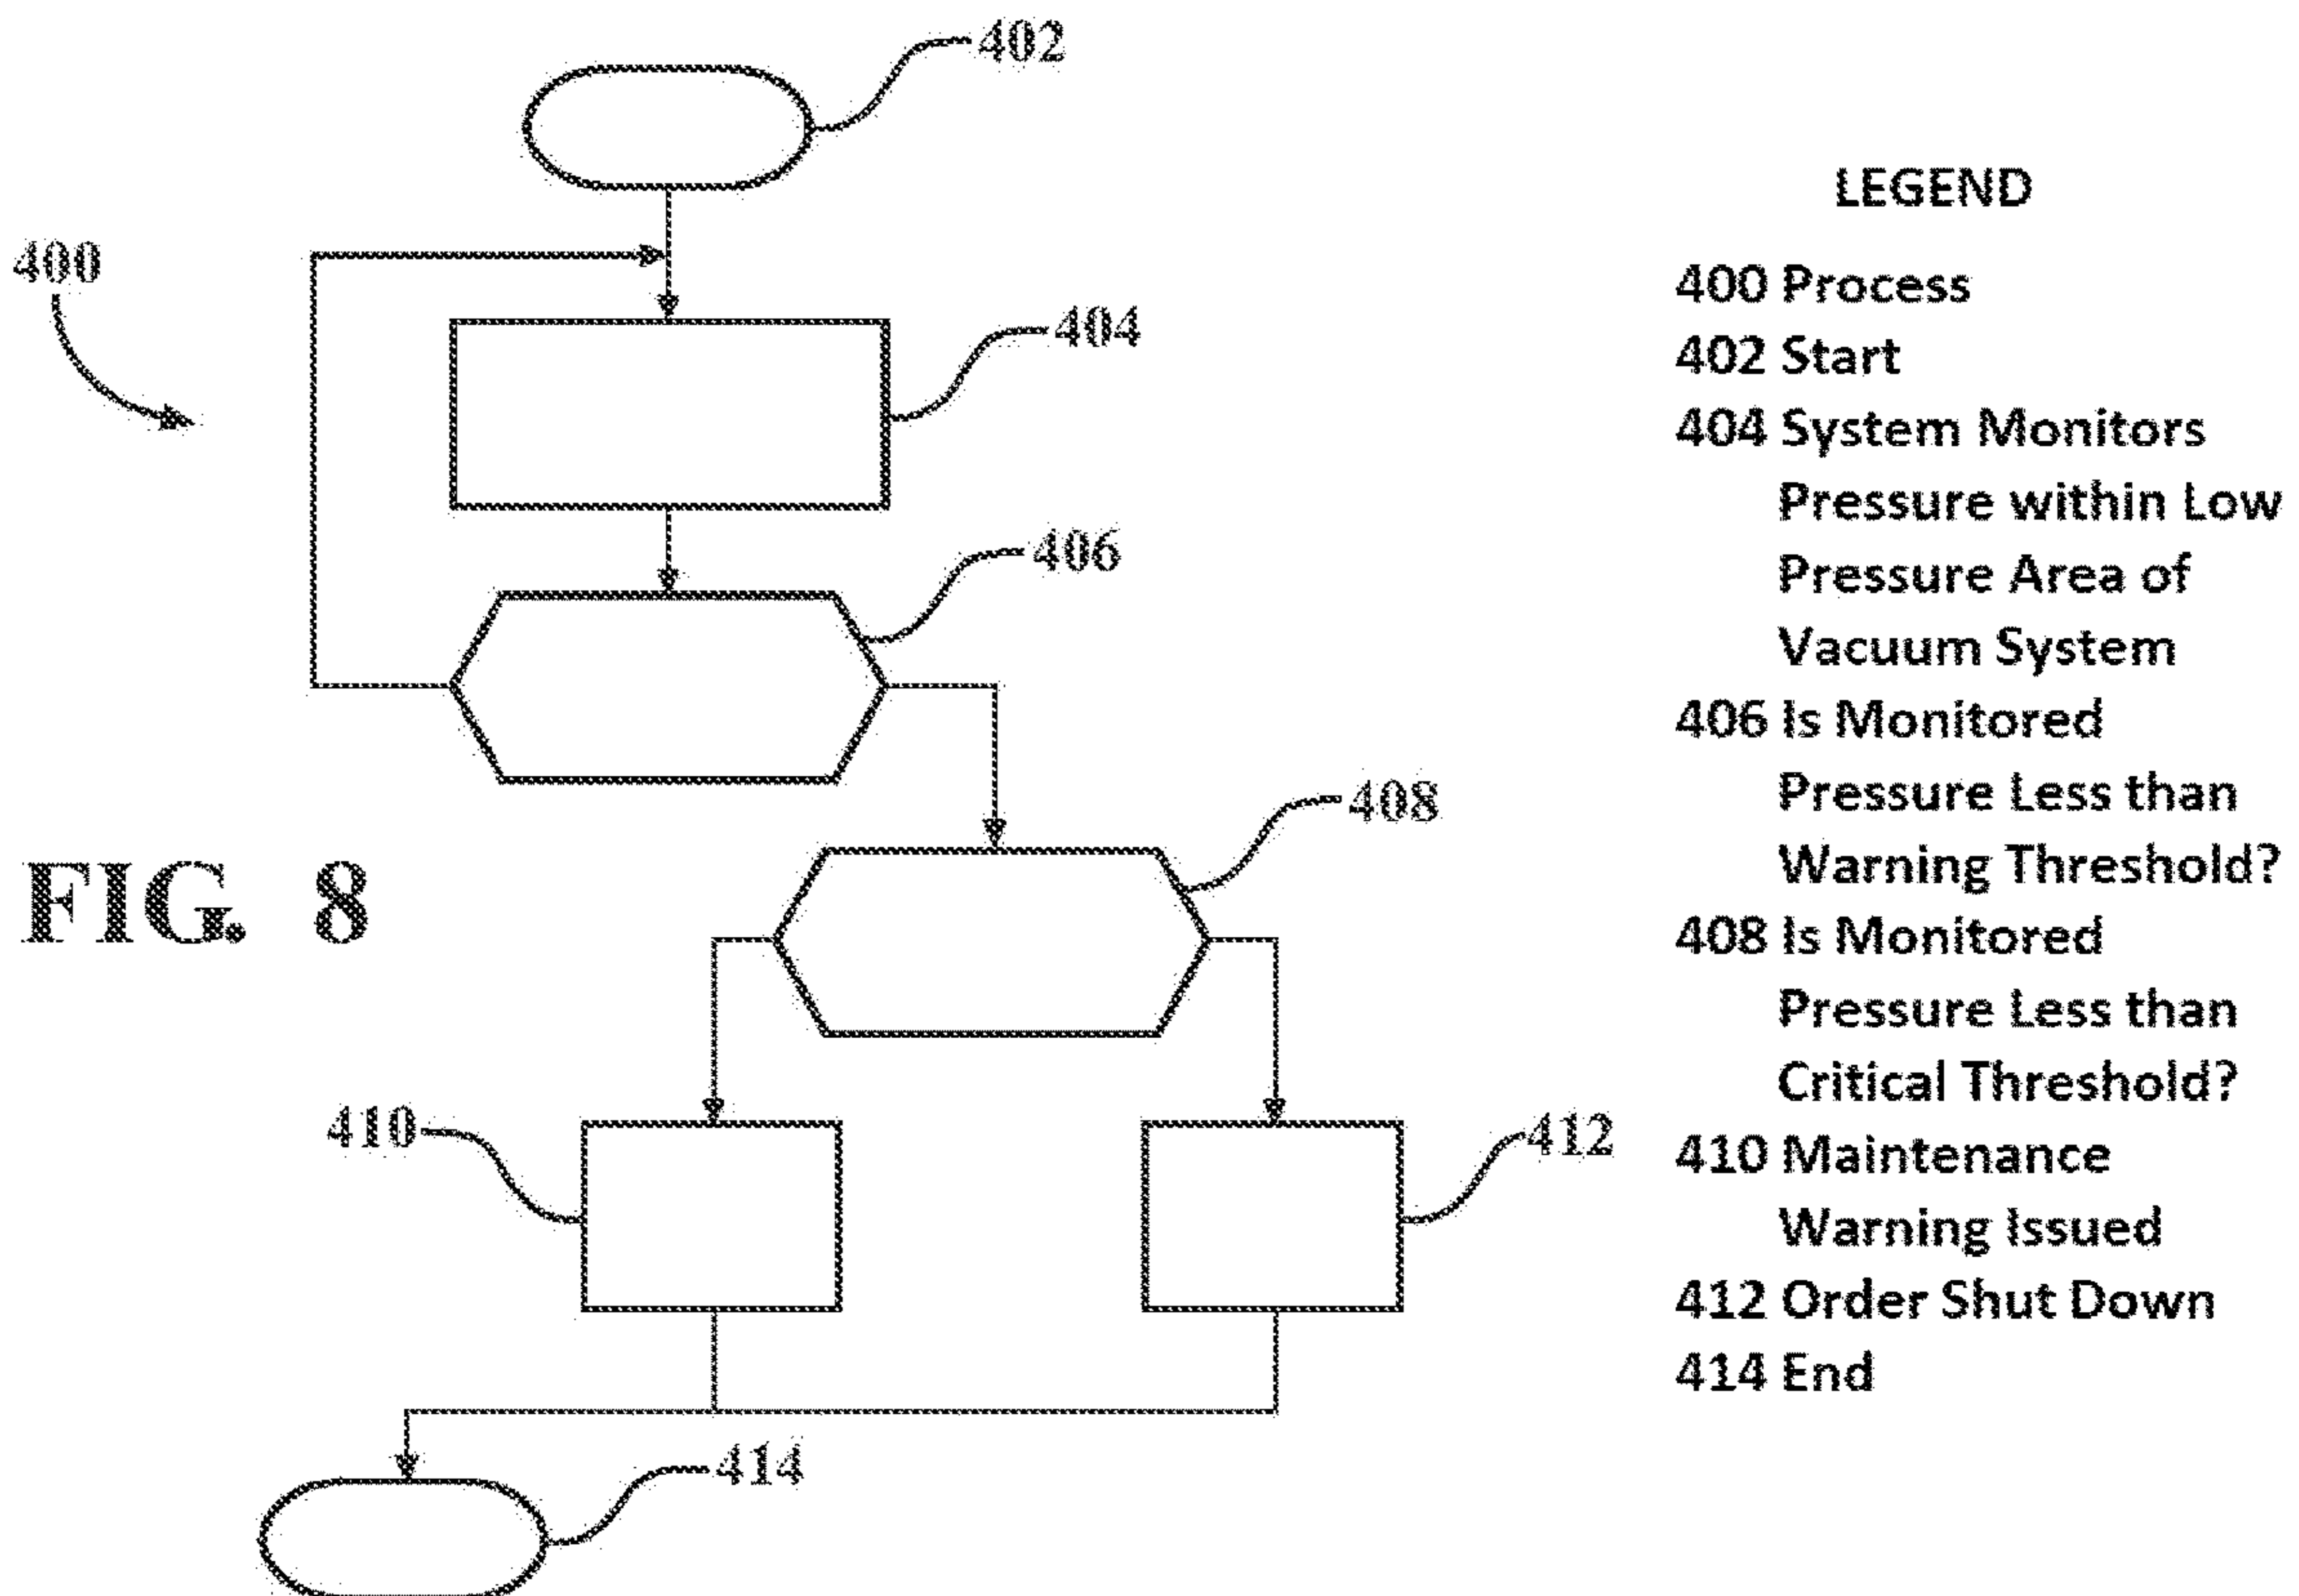 402
400
404
406
408
FIG. 8
410
412
414
LEGEND
400 Process
402 Start
404 System Monitors
Pressure within Low
Pressure Area of
Vacuum System
406 Is Monitored
Pressure Less than
Warning Threshold?
408 Is Monitored
Pressure Less than
Critical Threshold?
410 Maintenance
Warning Issued
412 Order Shut Down
414 End